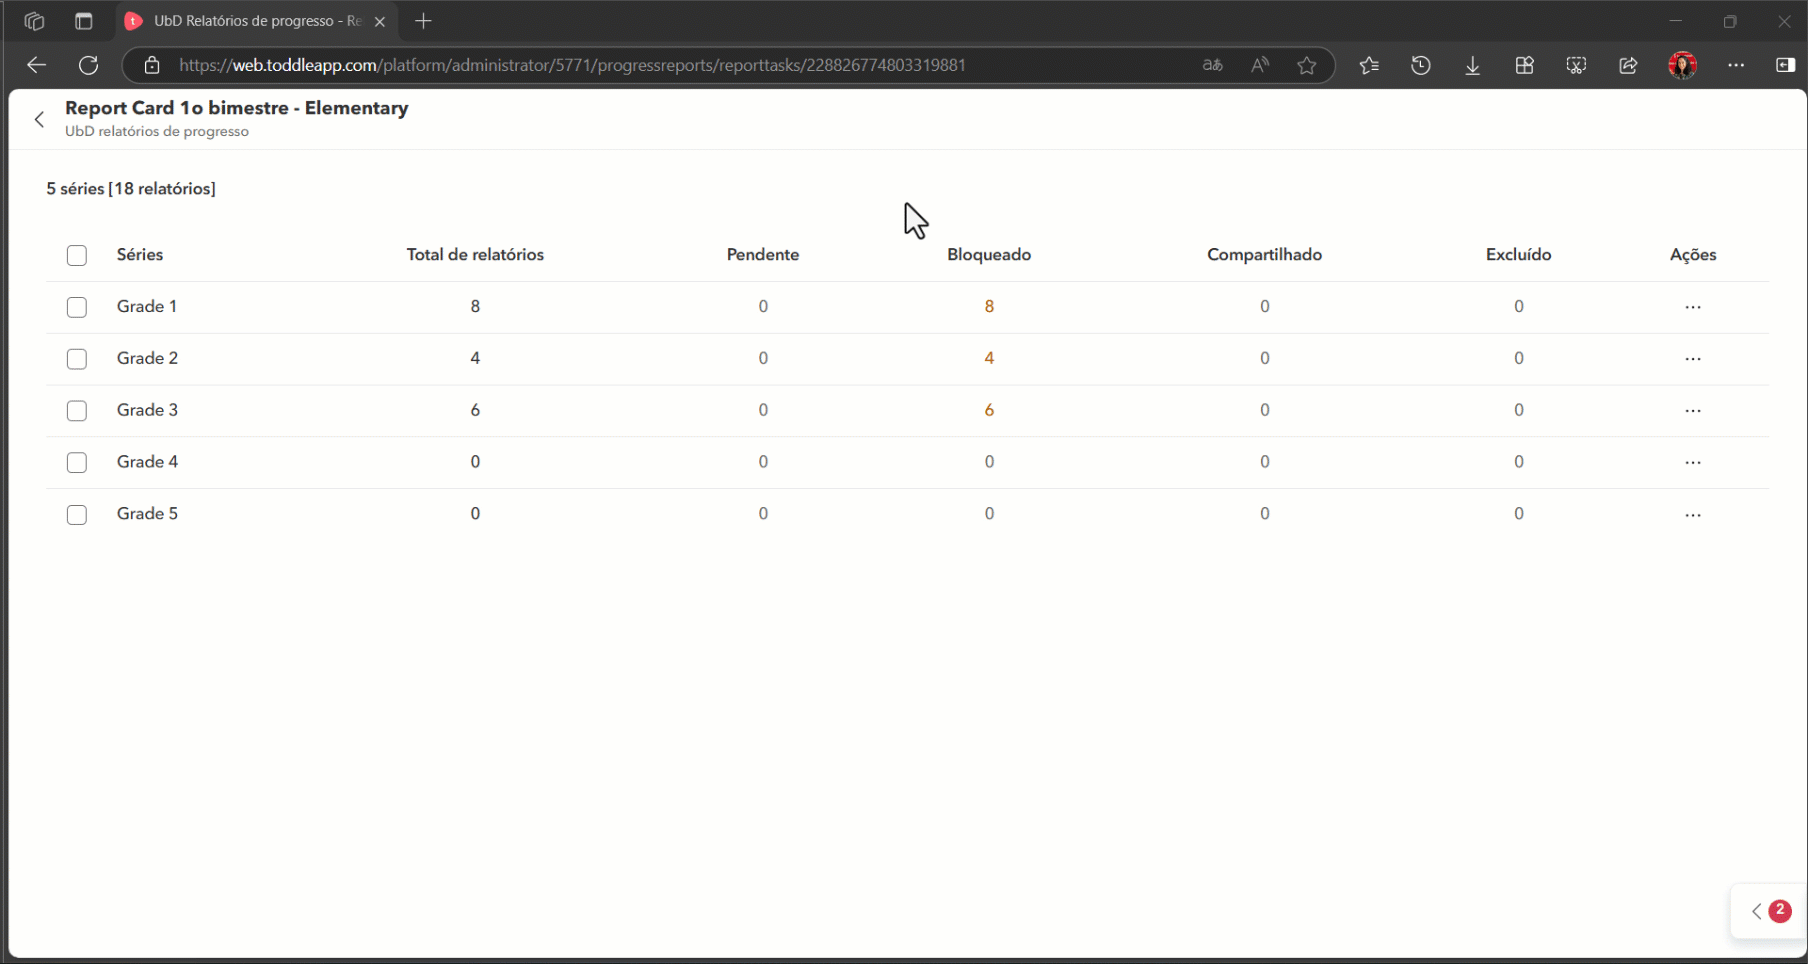 UbD Relatórios de progresso - Re
https://web.toddleapp.com/platform/administrator/5771/progressreports/reporttasks/228826774803319881
Report Card 1o bimestre - Elementary
UbD relatórios de progresso
5 séries [18 relatórios]
Séries Total de relatórios Pendente Bloqueado Compartilhado Excluído Ações
Grade 1 8 0 8 0 0 ...
Grade 2 4 0 4 0 0 ...
Grade 3 6 0 6 0 0 ...
Grade 4 0 0 0 0 0 ...
Grade 5 0 0 0 0 0 ...
2